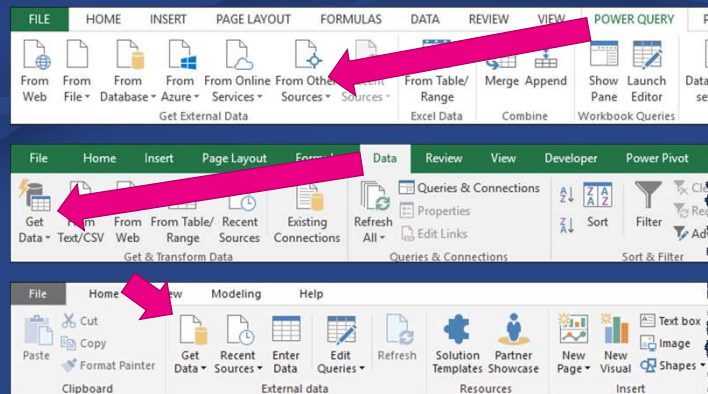 FILE HOME INSERT PAGE LAYOUT FORMULAS DATA REVIEW VIEW POWER QUERY
From Web From File From Database From Azure From Online Services From Other Sources Sources From Table/ Range Merge Append Show Pane Launch Editor
Get External Data Excel Data Combine Workbook Queries
File Home Insert Page Layout Data Review View Developer Power Pivot
Get Data Text/CSV From Web From Table/ Range Recent Sources Existing Connections Refresh All Queries & Connections Properties Edit Links Sort Filter
Get & Transform Data Queries & Connections Sort & Filter
File Home Modeling Help
Paste Cut Copy Format Painter Get Data Recent Sources Enter Data Edit Queries Refresh Solution Templates Partner Showcase New Page New Visual Text box Image Shapes
Clipboard External data Resources Insert